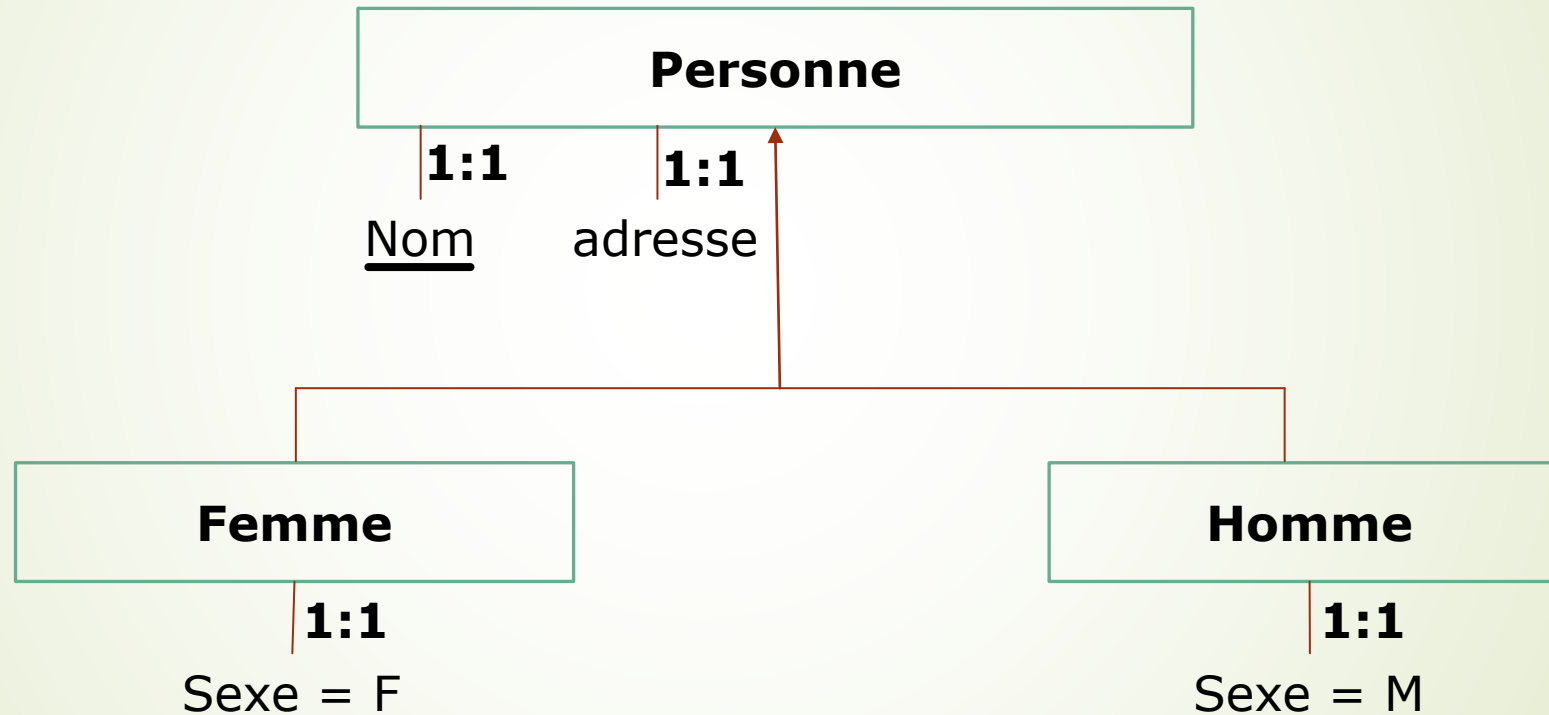 Personne
1:1 1:1
Nom adresse
Femme Homme
1:1 1:1
Sexe = F Sexe = M